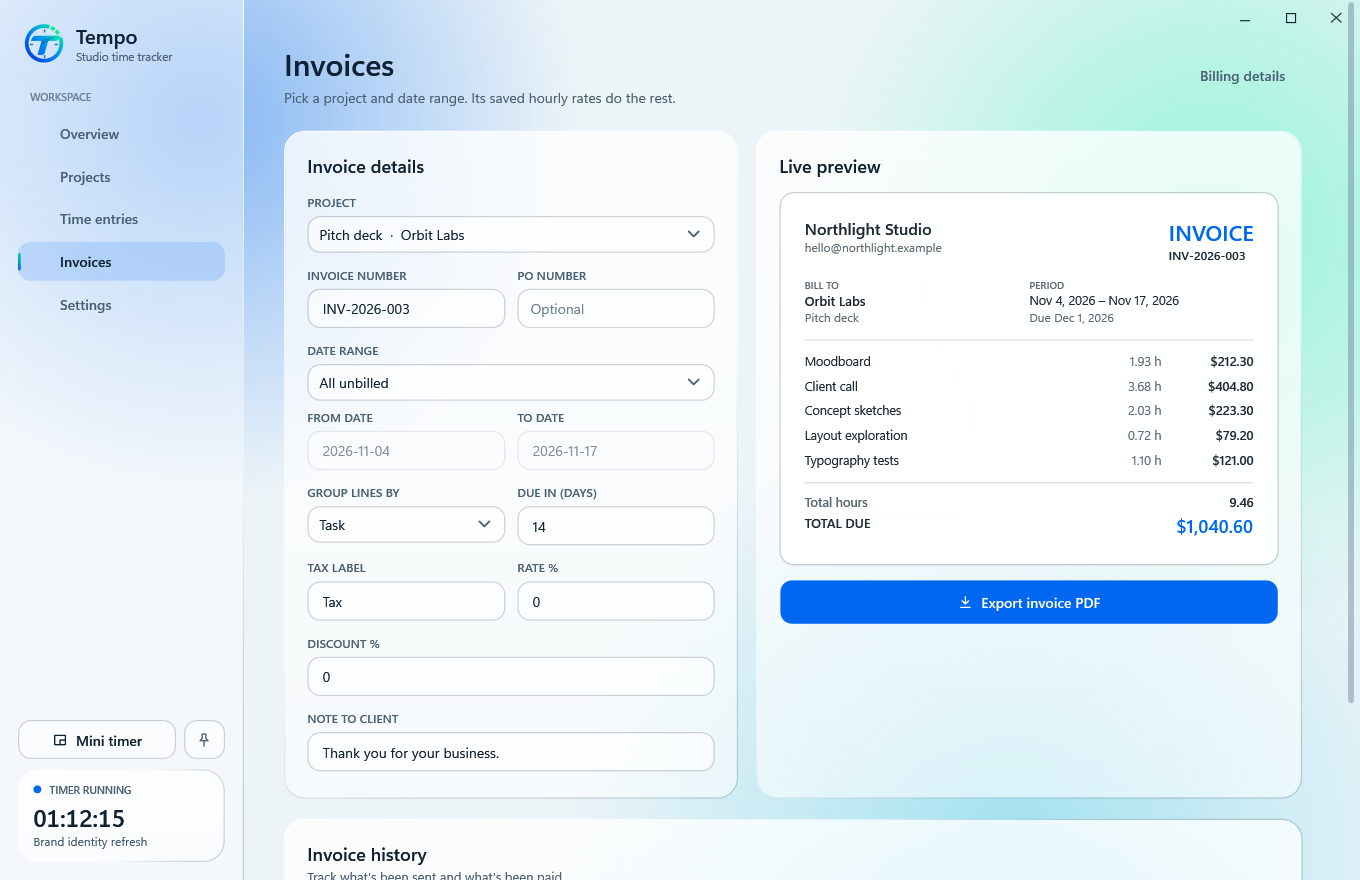 Tempo
Studio time tracker
WORKSPACE
Overview
Projects
Time entries
Invoices
Settings
Mini timer
TIMER RUNNING
01:12:15
Brand identity refresh
Invoices
Pick a project and date range. Its saved hourly rates do the rest.
Billing details
Invoice details
PROJECT
Pitch deck · Orbit Labs
INVOICE NUMBER PO NUMBER
INV-2026-003 Optional
DATE RANGE
All unbilled
FROM DATE TO DATE
2026-11-04 2026-11-17
GROUP LINES BY DUE IN (DAYS)
Task 14
TAX LABEL RATE %
Tax 0
DISCOUNT %
0
NOTE TO CLIENT
Thank you for your business.
Live preview
Northlight Studio INVOICE
hello@northlight.example INV-2026-003
BILL TO PERIOD
Orbit Labs Nov 4, 2026 – Nov 17, 2026
Pitch deck Due Dec 1, 2026
Moodboard 1.93 h $212.30
Client call 3.68 h $404.80
Concept sketches 2.03 h $223.30
Layout exploration 0.72 h $79.20
Typography tests 1.10 h $121.00
Total hours 9.46
TOTAL DUE $1,040.60
Export invoice PDF
Invoice history
Track what's been sent and what's been paid